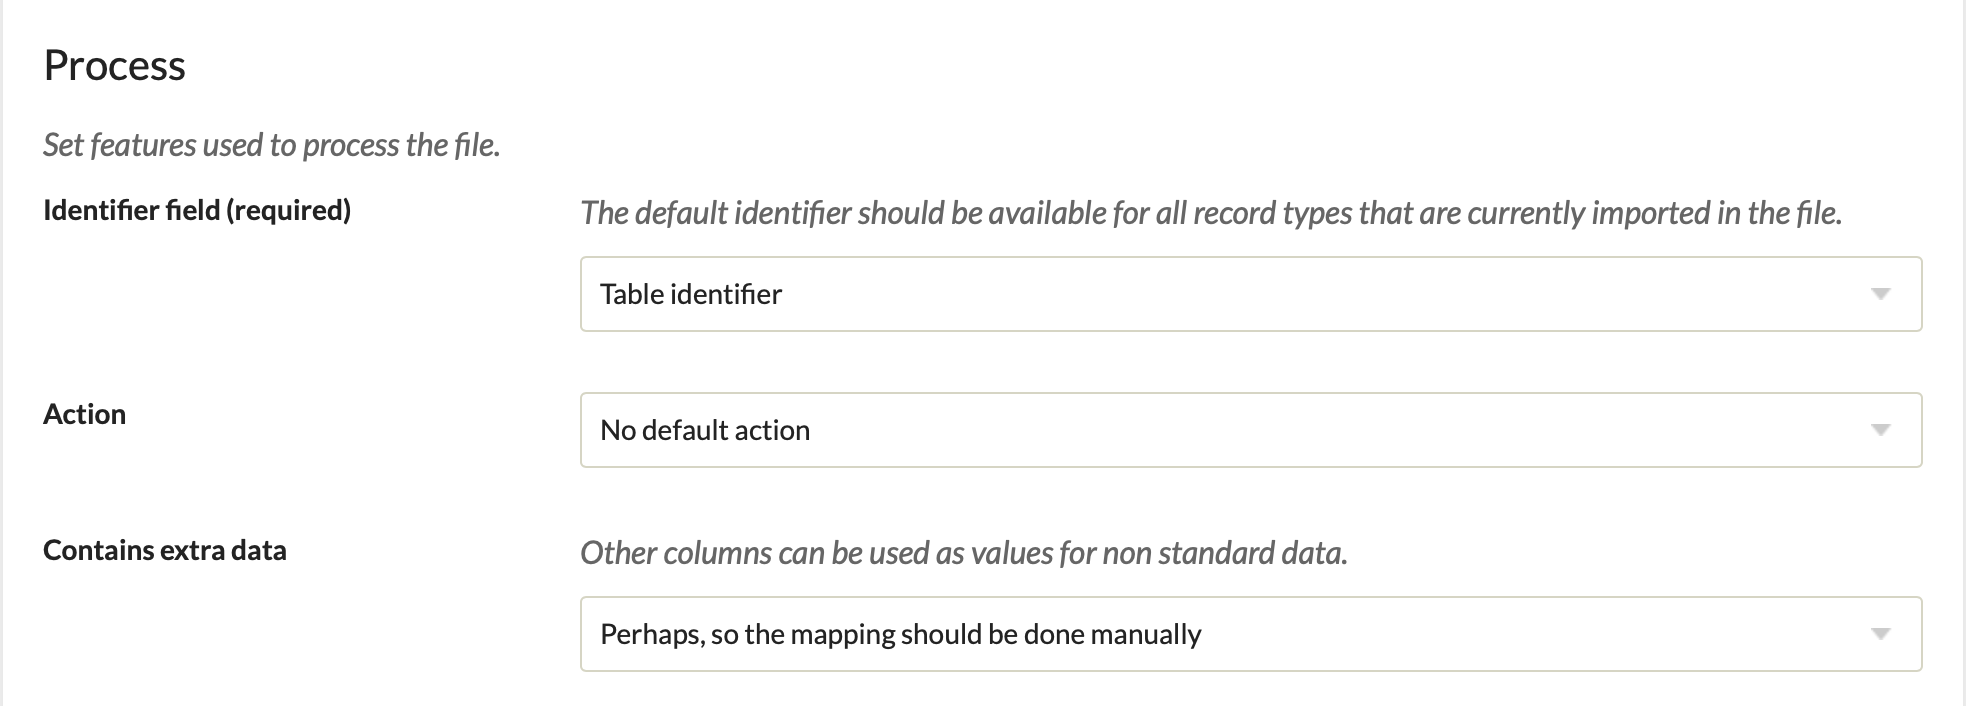 Process
Set features used to process the file.
Identifier field (required)
The default identifier should be available for all record types that are currently imported in the file.
Table identifier
Action
No default action
Contains extra data
Other columns can be used as values for non standard data.
Perhaps, so the mapping should be done manually